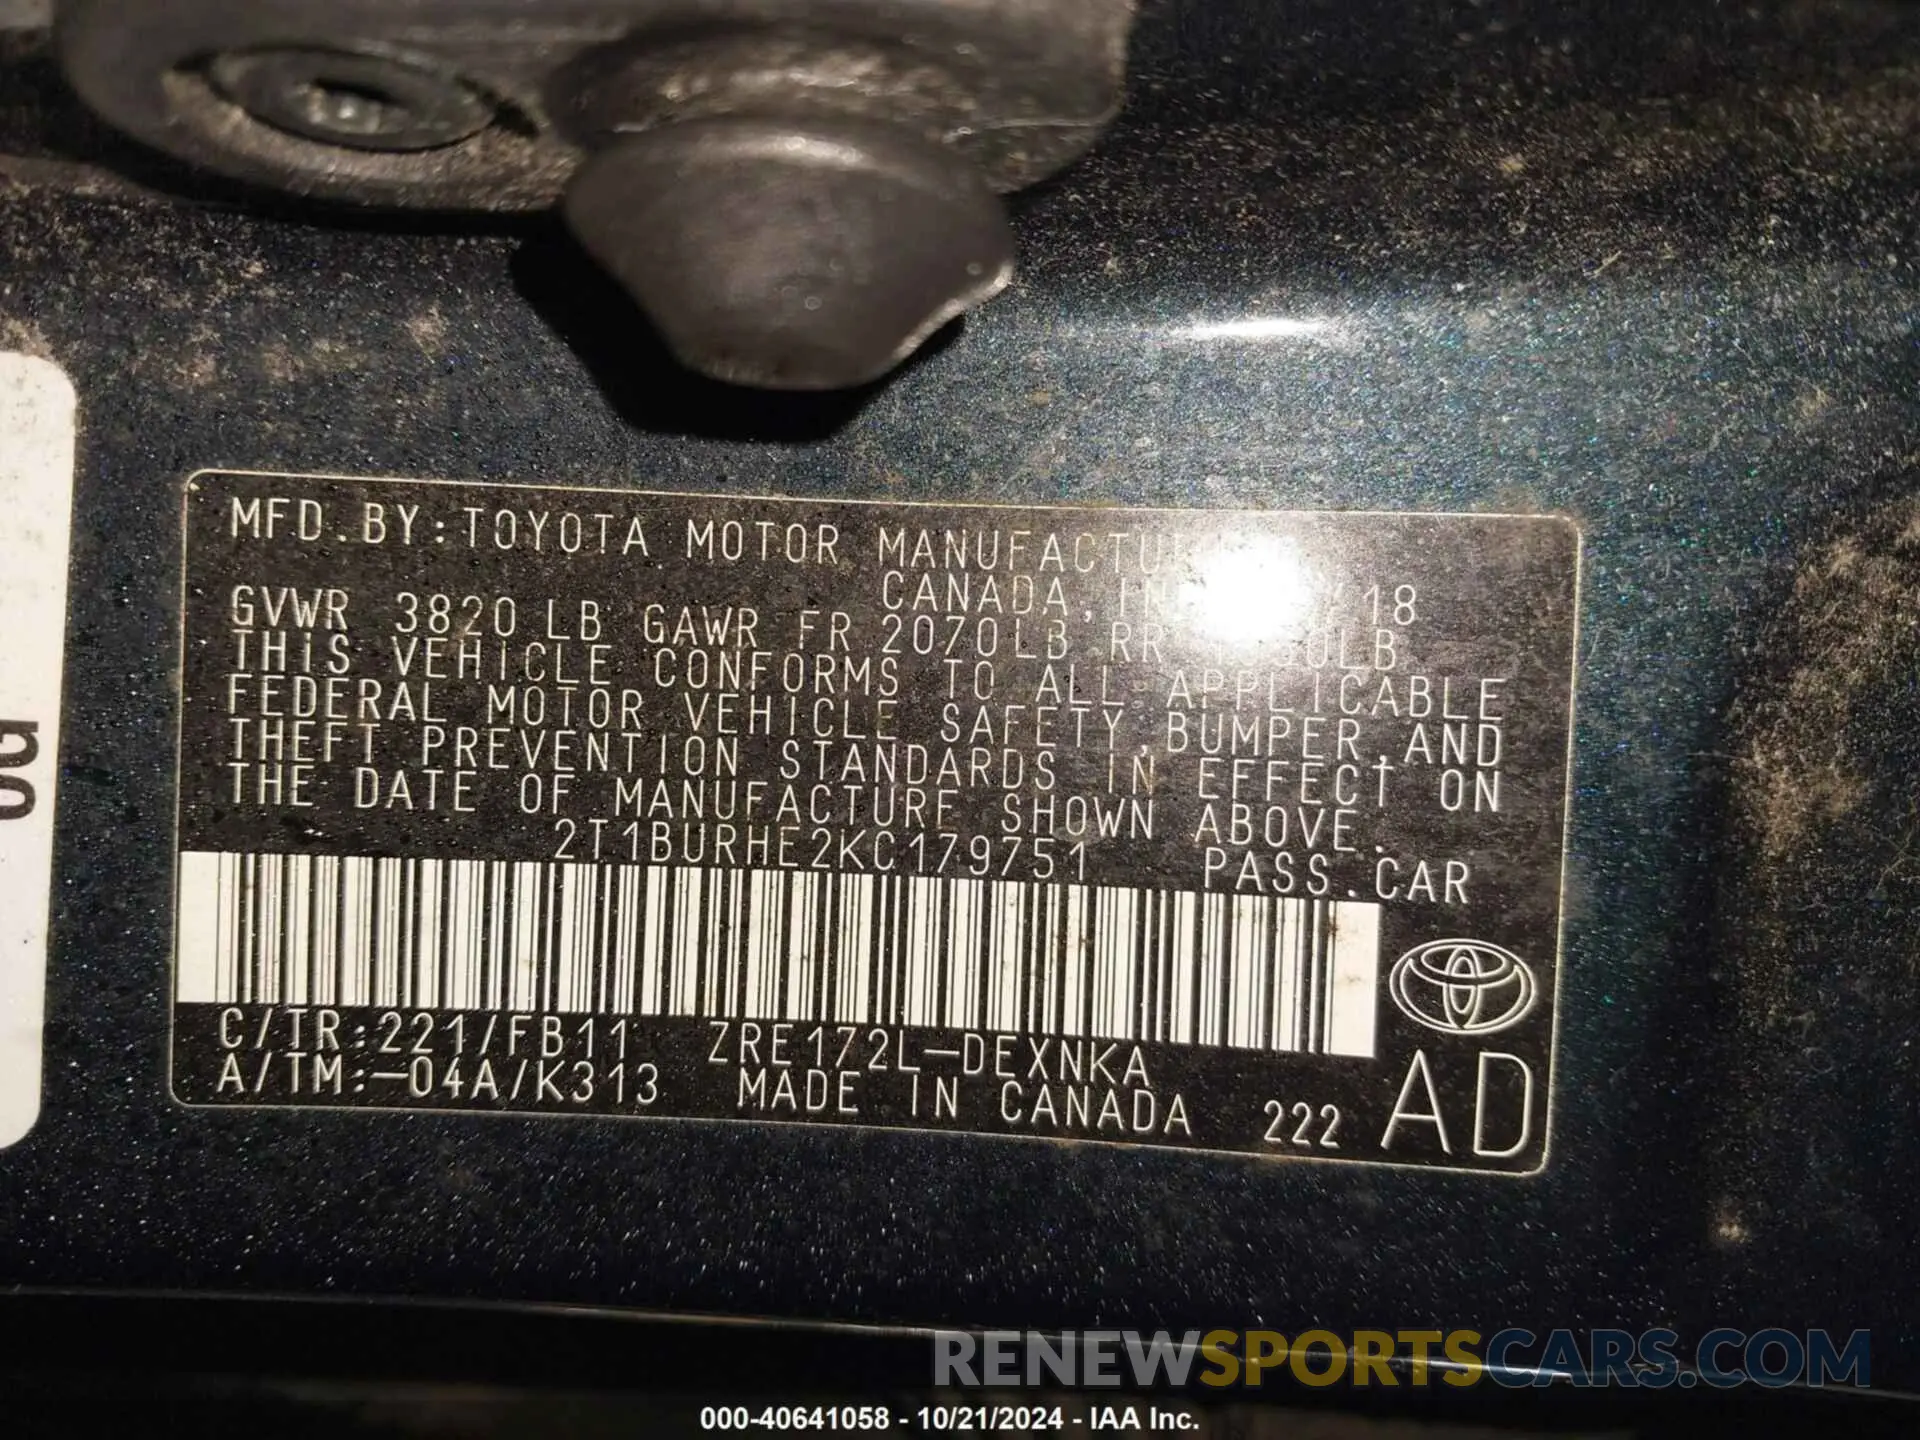 MFD.BY:TOYOTA MOTOR
CANADA, 18
GVWR 3820 LB GAWR FR 2070LB RR
THIS VEHICLE CONFORMS TO ALL APPLICABLE
FEDERAL MOTOR VEHICLE SAFETY,BUMPER,AND
THEFT PREVENTION STANDARDS IN EFFECT ON
THE DATE OF MANUFACTURE SHOWN ABOVE.
2T1BURHE2KC179751 PASS.CAR
C/TR:221/FB11 ZRE172L-DEXNKA
A/TM:-04A/K313 MADE IN CANADA 222 AD
RENEWSPORTSCARS.COM
000-40641058 - 10/21/2024 - IAA Inc.